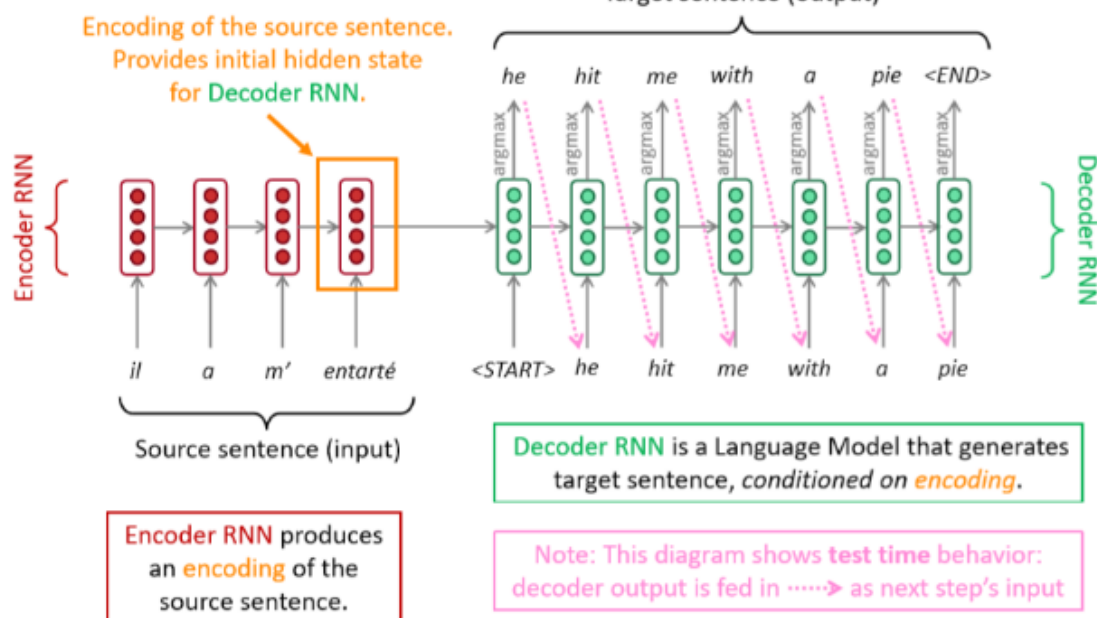 Target sentence (output)
Encoding of the source sentence.
Provides initial hidden state
for Decoder RNN.
he hit me with a pie <END>
argmax argmax argmax argmax argmax argmax argmax
Encoder RNN
Decoder RNN
il a m' entarté
<START> he hit me with a pie
Source sentence (input)
Decoder RNN is a Language Model that generates
target sentence, conditioned on encoding.
Encoder RNN produces
an encoding of the
source sentence.
Note: This diagram shows test time behavior:
decoder output is fed in as next step's input